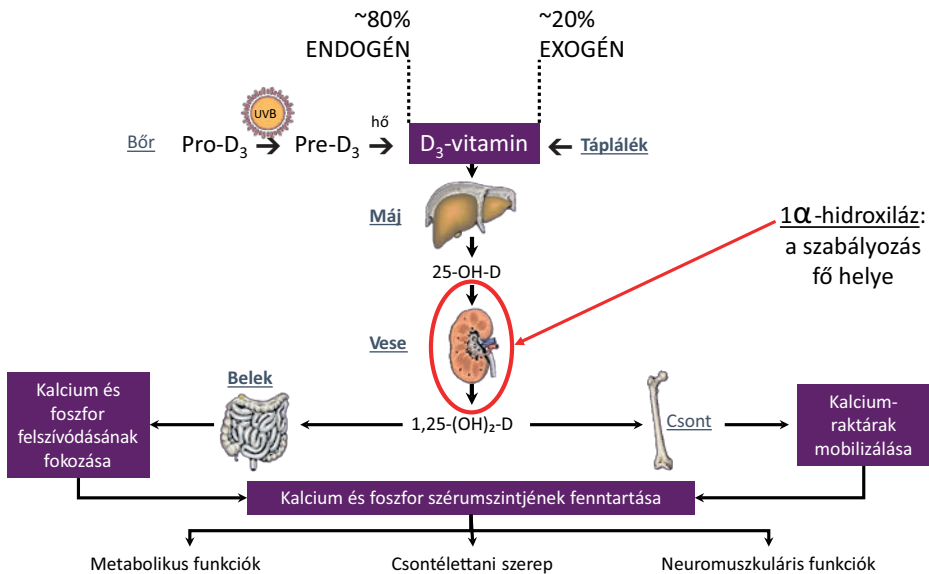 ~80%
ENDOGÉN
~20%
EXOGÉN
UVB
hő
Bőr
Pro-D₃
Pre-D₃
D₃-vitamin
Táplálék
Máj
1α-hidroxiláz:
a szabályozás
fő helye
25-OH-D
Vese
Belek
Kalcium és
foszfor
felszívódásának
fokozása
1,25-(OH)₂-D
Csont
Kalcium-
raktárak
mobilizálása
Kalcium és foszfor szérumszintjének fenntartása
Metabolikus funkciók
Csontélettani szerep
Neuromuszkuláris funkciók